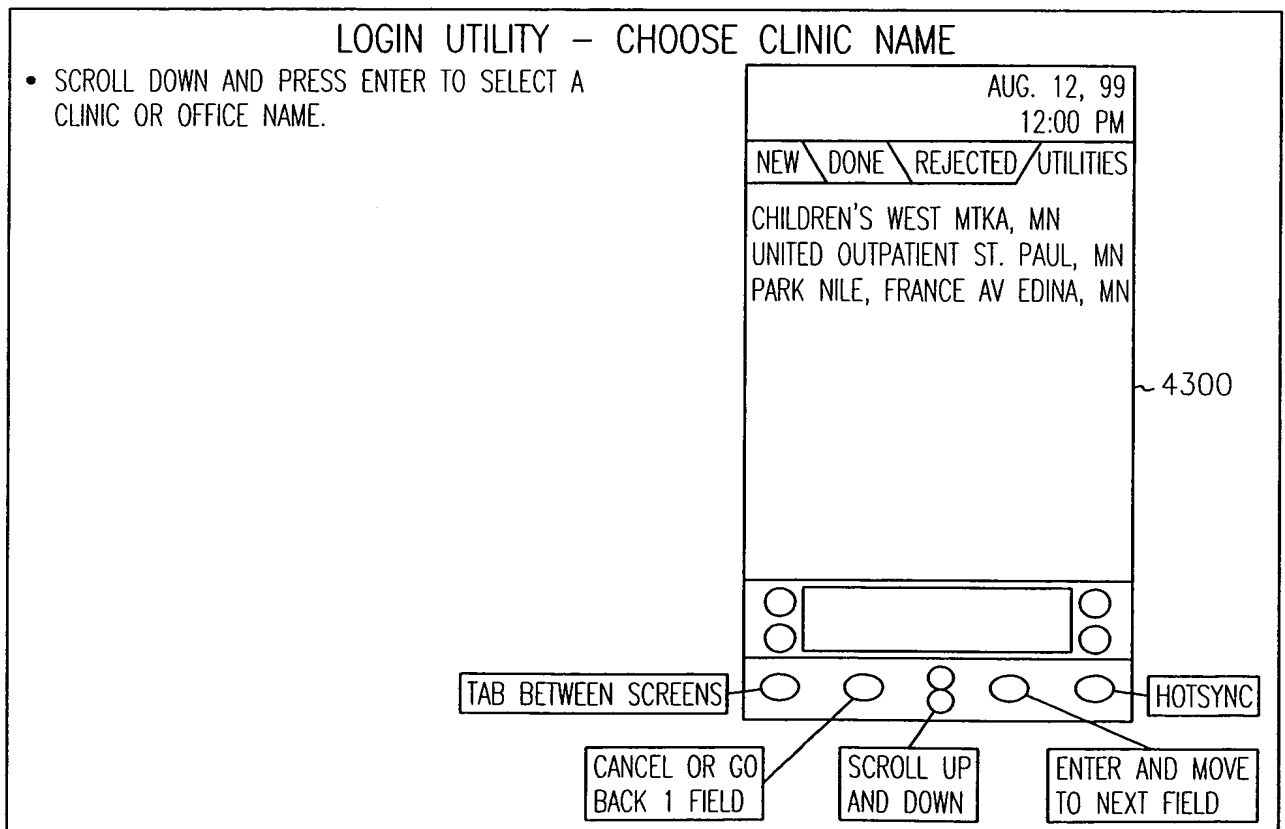 LOGIN UTILITY – CHOOSE CLINIC NAME
• SCROLL DOWN AND PRESS ENTER TO SELECT A
CLINIC OR OFFICE NAME.
AUG. 12, 99
12:00 PM
NEW DONE REJECTED UTILITIES
CHILDREN'S WEST MTKA, MN
UNITED OUTPATIENT ST. PAUL, MN
PARK NILE, FRANCE AV EDINA, MN
4300
TAB BETWEEN SCREENS
HOTSYNC
CANCEL OR GO
BACK 1 FIELD
SCROLL UP
AND DOWN
ENTER AND MOVE
TO NEXT FIELD